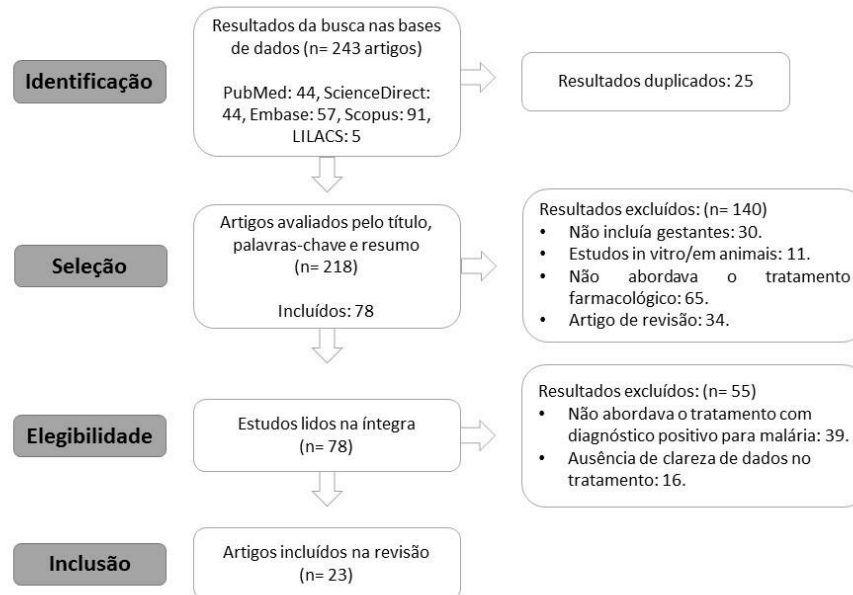 Identificação
Resultados da busca nas bases
de dados (n= 243 artigos)
PubMed: 44, ScienceDirect:
44, Embase: 57, Scopus: 91,
LILACS: 5
Resultados duplicados: 25
Seleção
Artigos avaliados pelo título,
palavras-chave e resumo
(n = 218)
Incluídos: 78
Resultados excluídos: (n= 140)
• Não incluía gestantes: 30.
• Estudos in vitro/em animais: 11.
• Não abordava o tratamento
farmacológico: 65.
• Artigo de revisão: 34.
Elegibilidade
Estudos lidos na íntegra
(n = 78)
Resultados excluídos: (n= 55)
• Não abordava o tratamento com
diagnóstico positivo para malária: 39.
• Ausência de clareza de dados no
tratamento: 16.
Inclusão
Artigos incluídos na revisão
(n = 23)